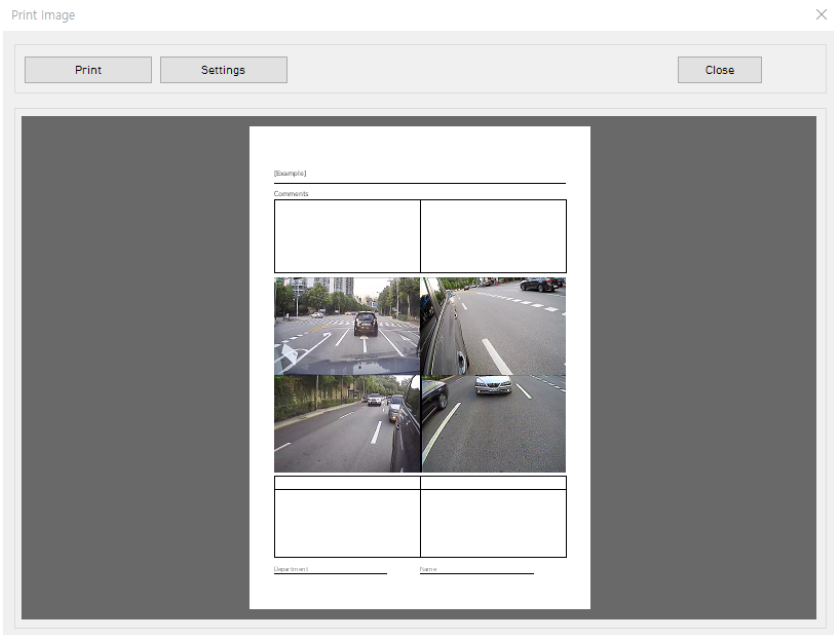 Print Image
Print Settings Close
[Example]
Comments
Department Name